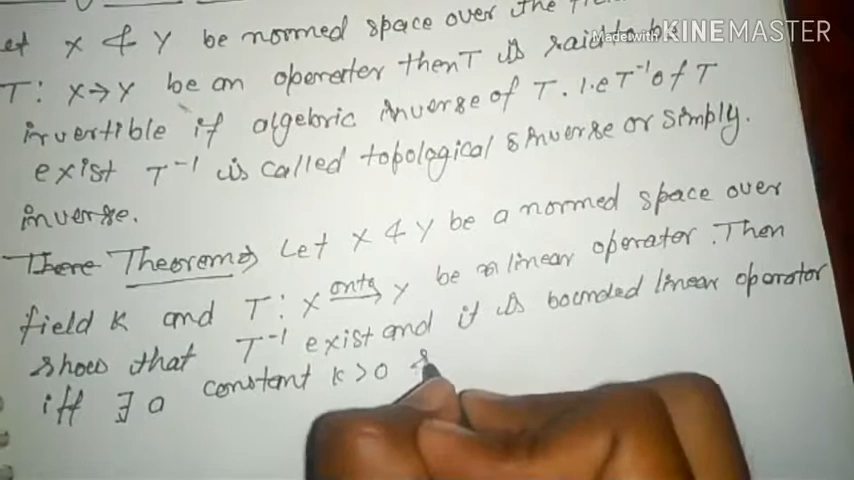 Let X & Y be normed space over the
Made with KINEMASTER
T: X→Y be an operater then T is said to be
invertible if algebric inverse of T. i.e T⁻¹ of T
exist T⁻¹ is called topological inverse or simply.
inverse.
There Theorem⇒ Let X & Y be a normed space over
field K and T: X onto→ Y be a linear operator. Then
show that T⁻¹ exist and it is bounded linear operator
iff ∃ a constant K>0